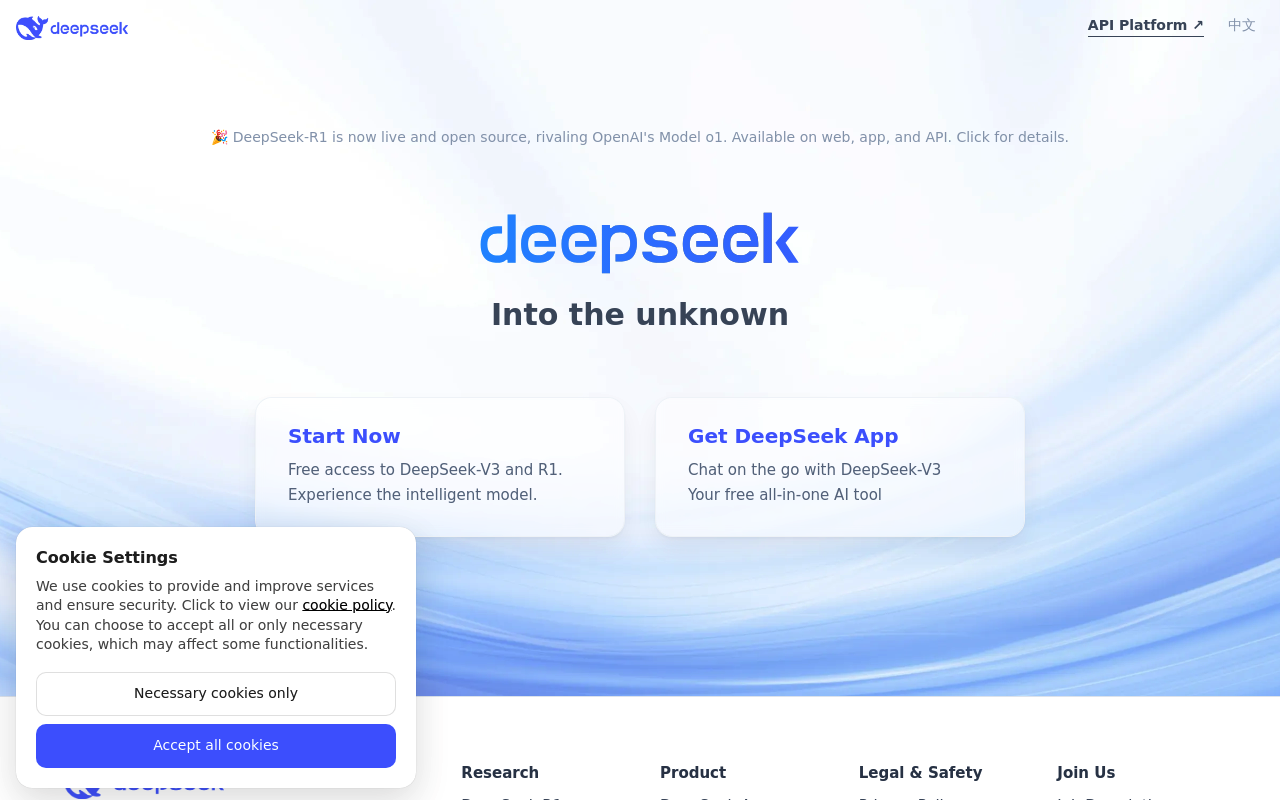 deepseek
API Platform ↗
中文
🎉 DeepSeek-R1 is now live and open source, rivaling OpenAI's Model o1. Available on web, app, and API. Click for details.
deepseek
Into the unknown
Start Now
Free access to DeepSeek-V3 and R1.
Experience the intelligent model.
Get DeepSeek App
Chat on the go with DeepSeek-V3
Your free all-in-one AI tool
Cookie Settings
We use cookies to provide and improve services
and ensure security. Click to view our cookie policy.
You can choose to accept all or only necessary
cookies, which may affect some functionalities.
Necessary cookies only
Accept all cookies
deepseek
Research
Product
Legal & Safety
Join Us